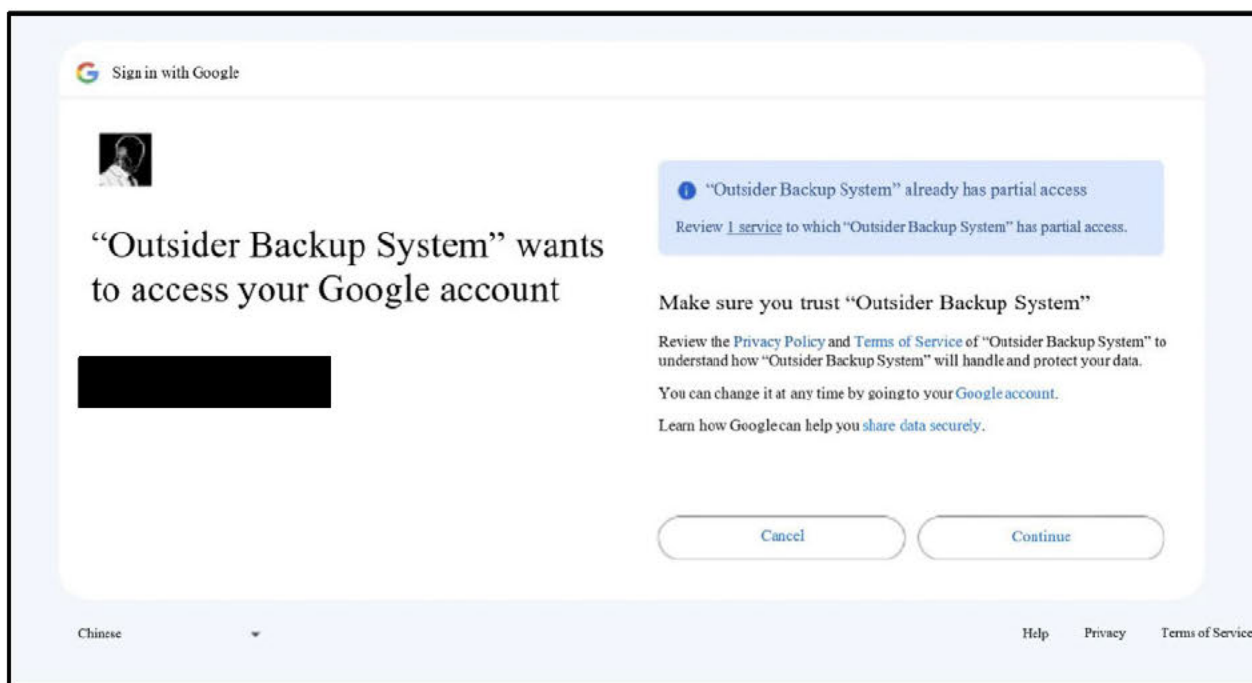 Sign in with Google
“Outsider Backup System” wants
to access your Google account
“Outsider Backup System” already has partial access
Review 1 service to which “Outsider Backup System” has partial access.
Make sure you trust “Outsider Backup System”
Review the Privacy Policy and Terms of Service of “Outsider Backup System” to
understand how “Outsider Backup System” will handle and protect your data.
You can change it at any time by going to your Google account.
Learn how Google can help you share data securely.
Cancel
Continue
Chinese
Help
Privacy
Terms of Service